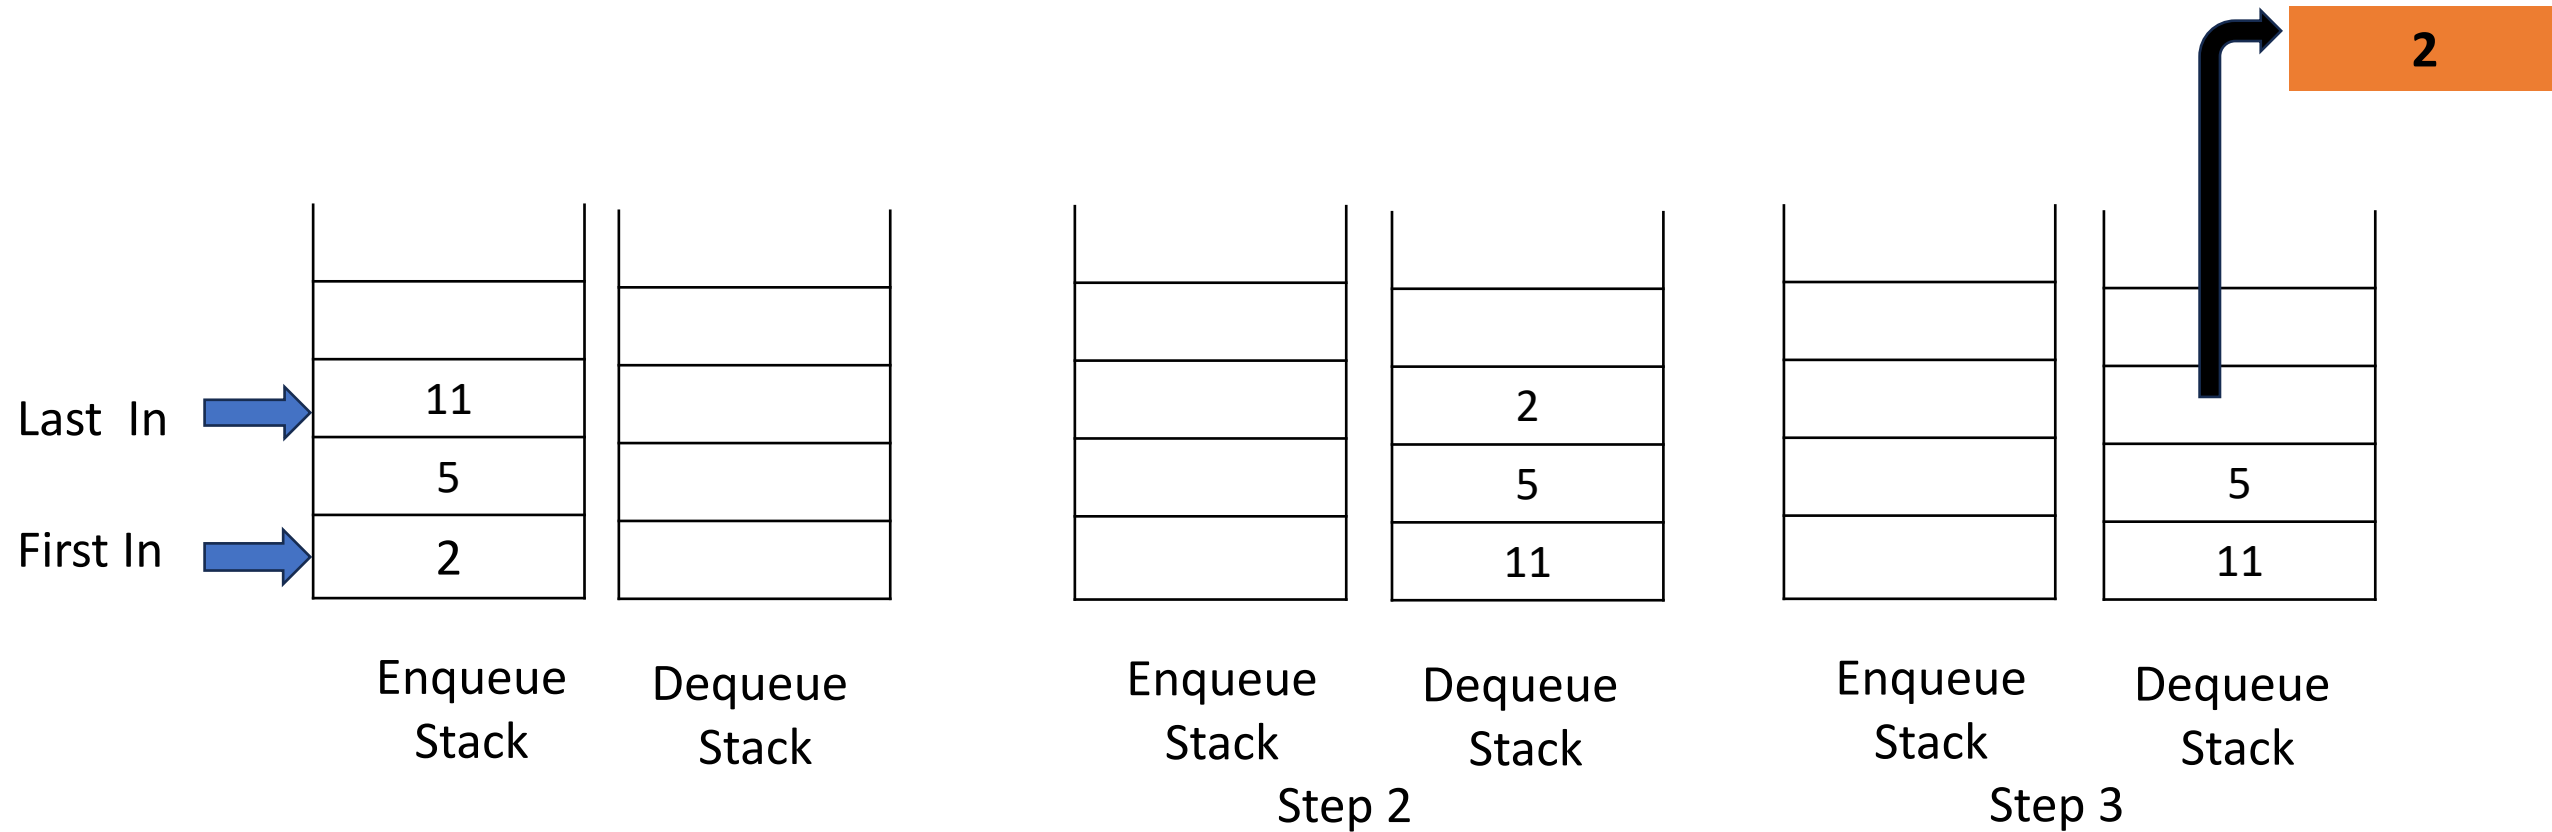 2
Last In
First In
11
5
2
Enqueue
Stack
Dequeue
Stack
2
5
11
Enqueue
Stack
Dequeue
Stack
Step 2
5
11
Enqueue
Stack
Dequeue
Stack
Step 3